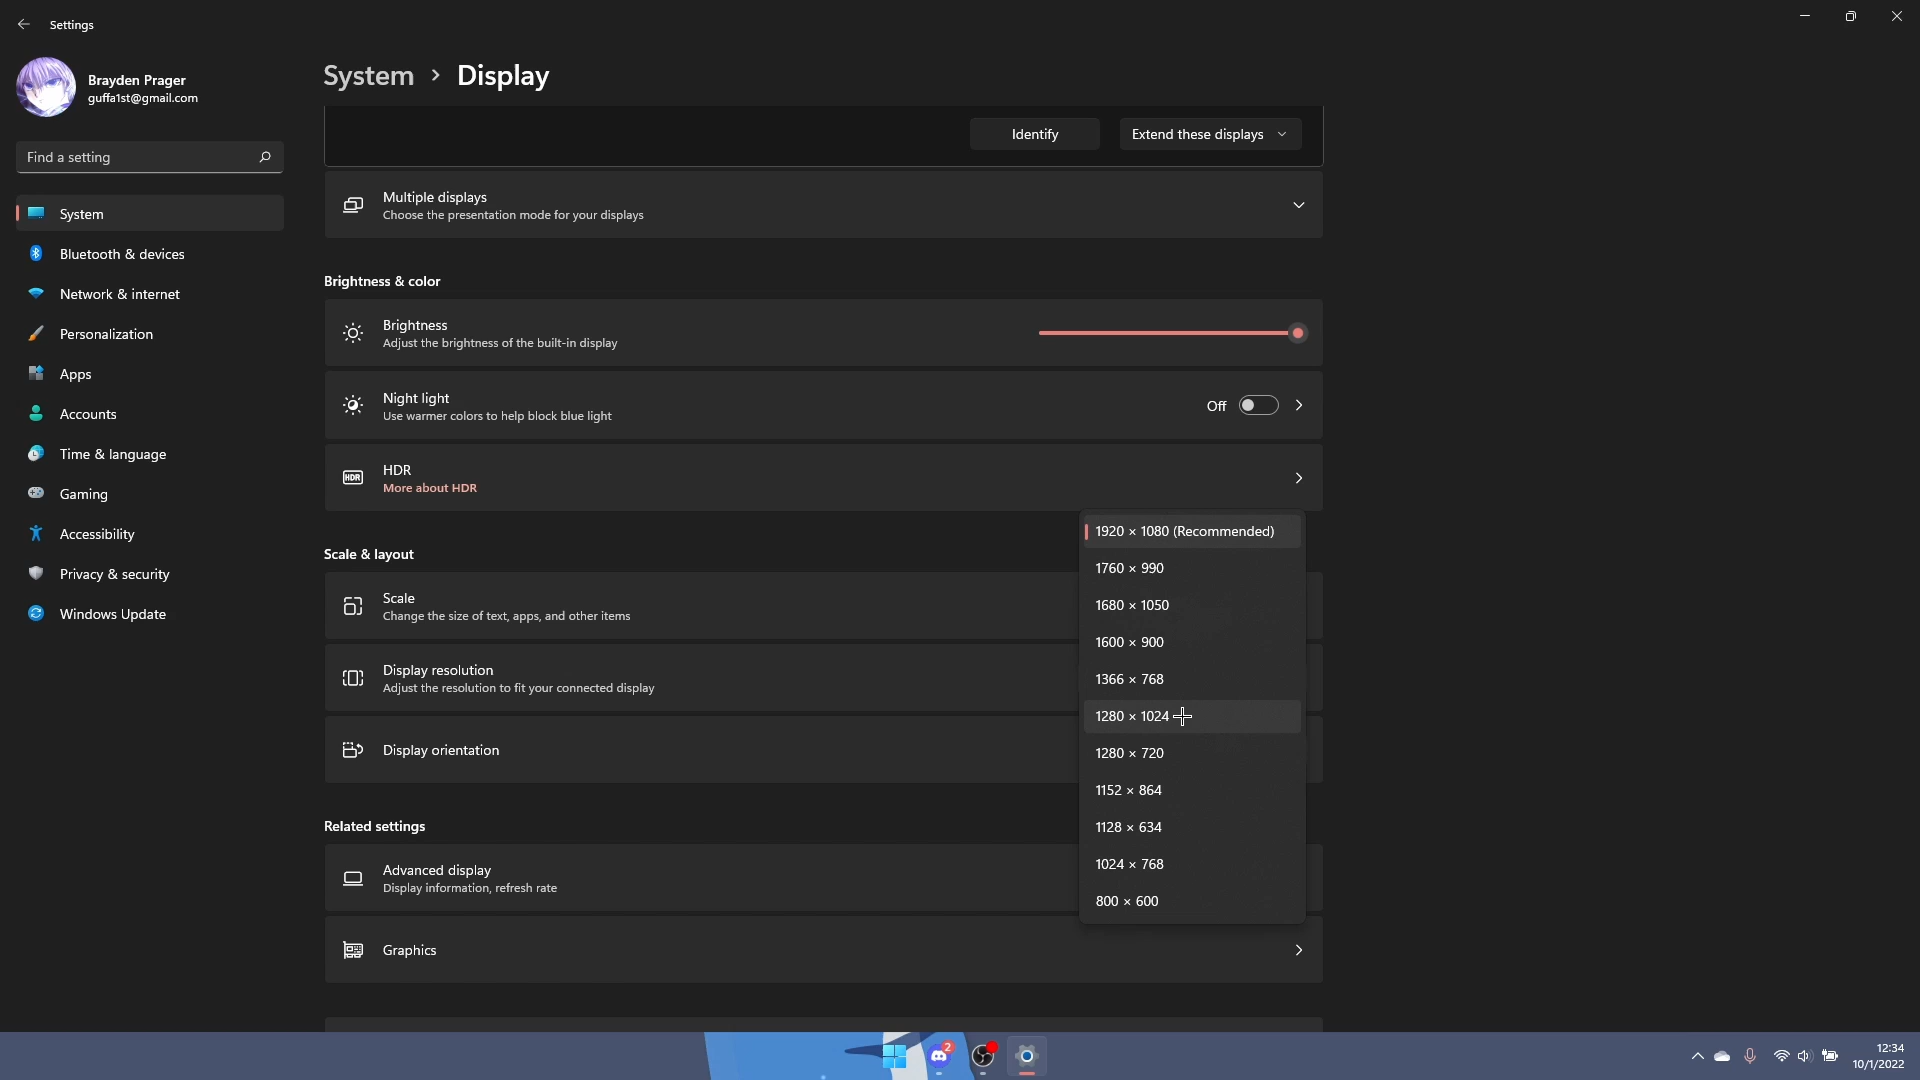 Settings
Brayden Prager
guffa1st@gmail.com
Find a setting
System
Bluetooth & devices
Network & internet
Personalization
Apps
Accounts
Time & language
Gaming
Accessibility
Privacy & security
Windows Update
System > Display
Identify
Extend these displays
Multiple displays
Choose the presentation mode for your displays
Brightness & color
Brightness
Adjust the brightness of the built-in display
Night light
Use warmer colors to help block blue light
Off
HDR
HDR
More about HDR
Scale & layout
Scale
Change the size of text, apps, and other items
Display resolution
Adjust the resolution to fit your connected display
Display orientation
1920 × 1080 (Recommended)
1760 × 990
1680 × 1050
1600 × 900
1366 × 768
1280 × 1024
1280 × 720
1152 × 864
1128 × 634
1024 × 768
800 × 600
Related settings
Advanced display
Display information, refresh rate
Graphics
2
12:34
10/1/2022